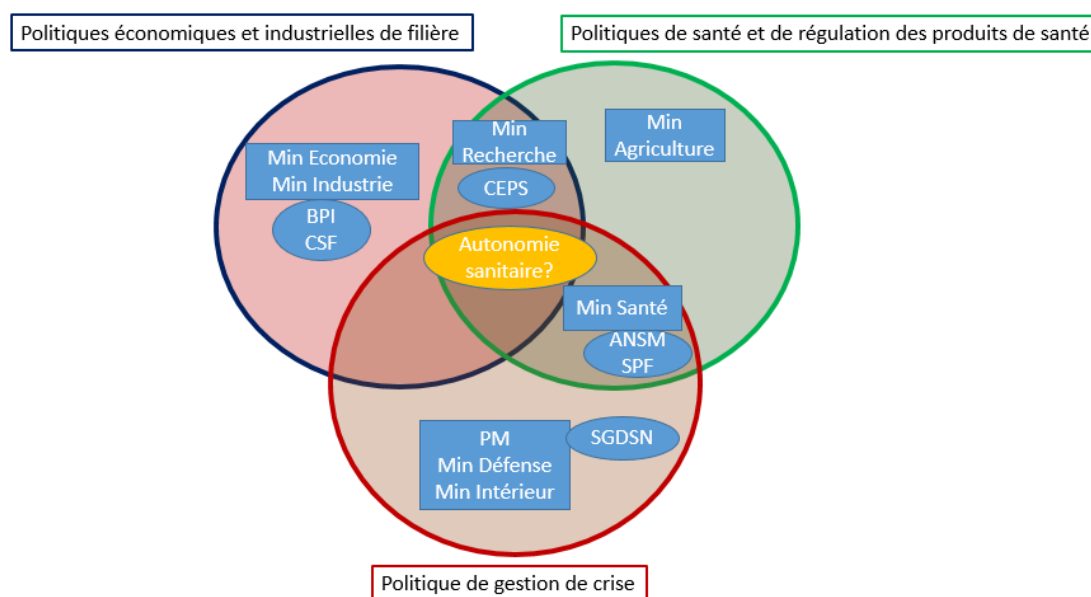 Politiques économiques et industrielles de filière
Politiques de santé et de régulation des produits de santé
Min
Recherche
Min
Agriculture
Min Economie
Min Industrie
CEPS
BPI
CSF
Autonomie
sanitaire?
Min Santé
ANSM
SPF
PM
Min Défense
Min Intérieur
SGDSN
Politique de gestion de crise